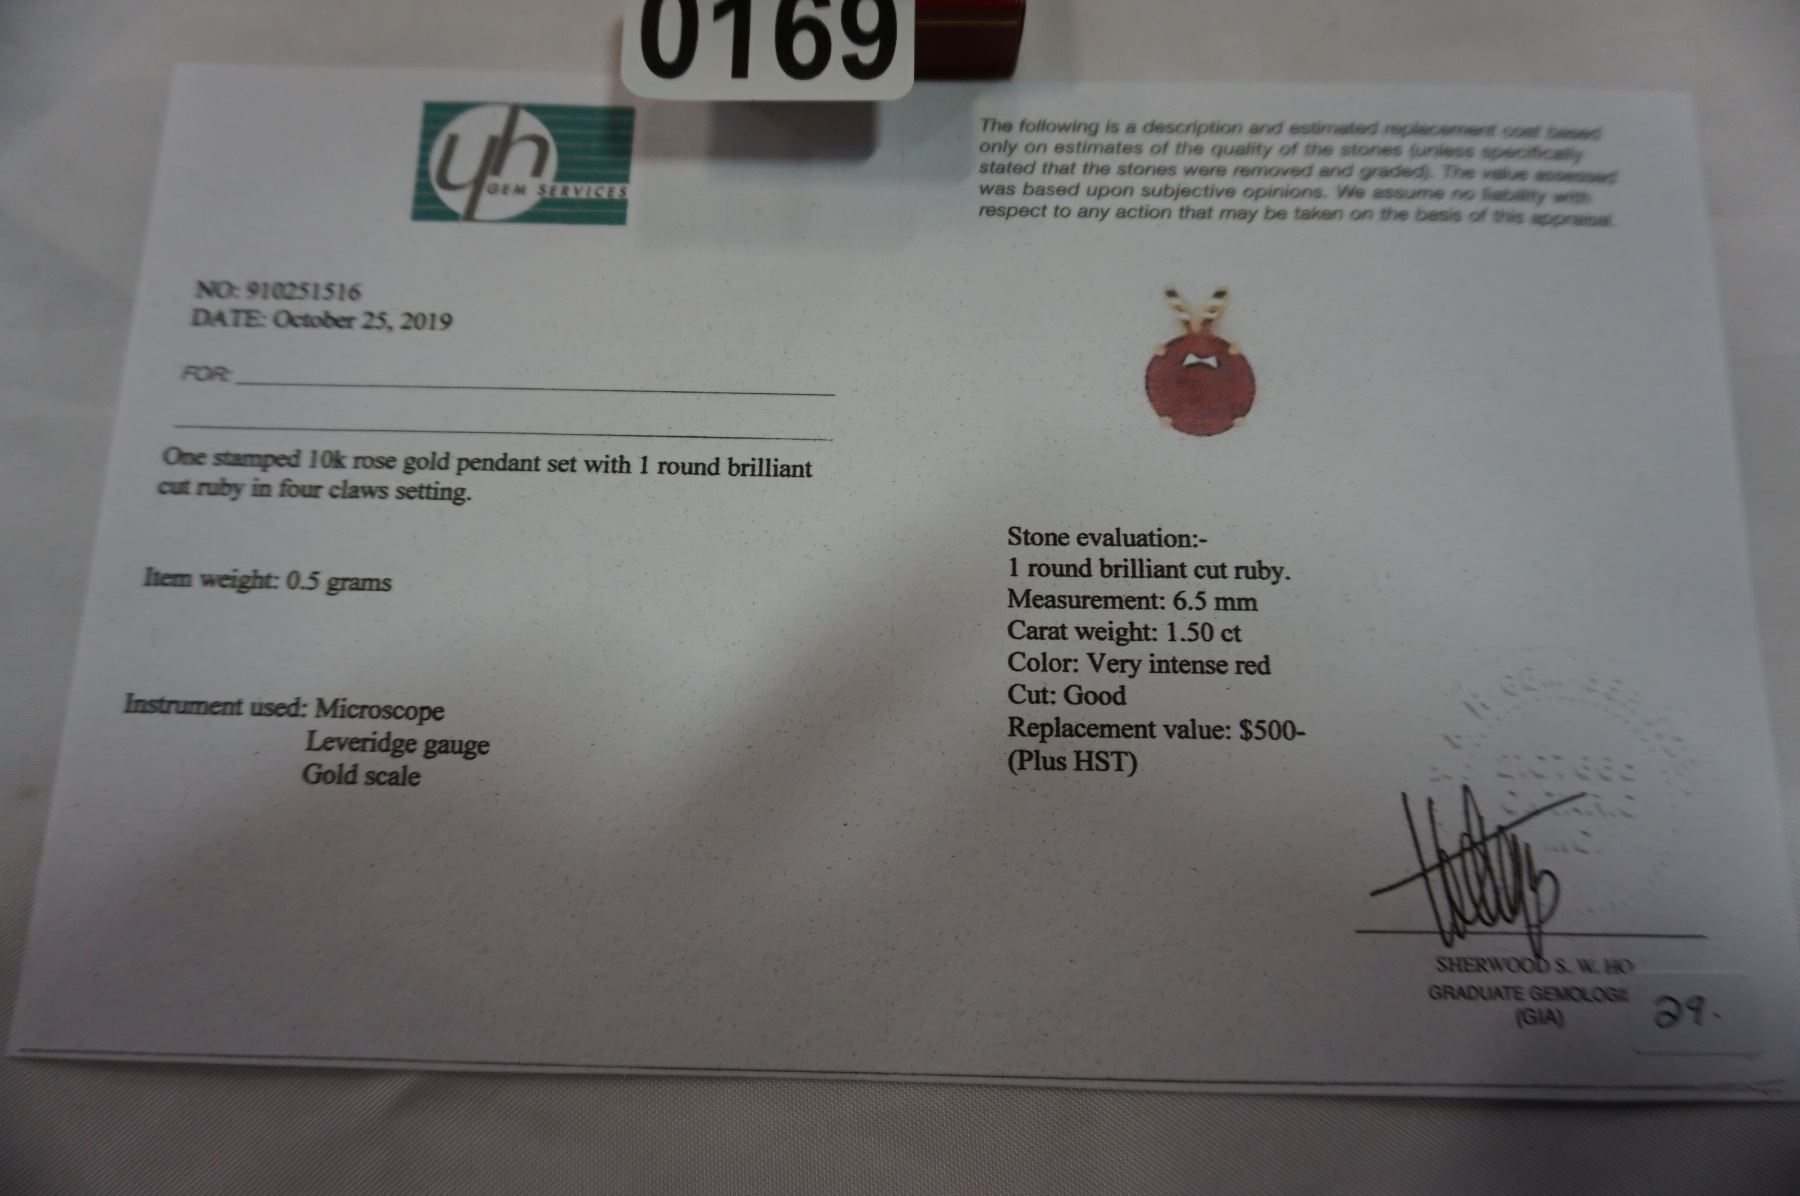 0169
yh
GEM SERVICES
The following is a description and estimated replacement cost based
only on estimates of the quality of the stones (unless specifically
stated that the stones were removed and graded). The value assessed
was based upon subjective opinions. We assume no liability with
respect to any action that may be taken on the basis of this appraisal.
NO: 910251516
DATE: October 25, 2019
FOR:
One stamped 10k rose gold pendant set with 1 round brilliant
cut ruby in four claws setting.
Item weight: 0.5 grams
Instrument used: Microscope
Leveridge gauge
Gold scale
Stone evaluation:-
1 round brilliant cut ruby.
Measurement: 6.5 mm
Carat weight: 1.50 ct
Color: Very intense red
Cut: Good
Replacement value: $500-
(Plus HST)
SHERWOOD S. W. HO
GRADUATE GEMOLOGI
(GIA)
29.